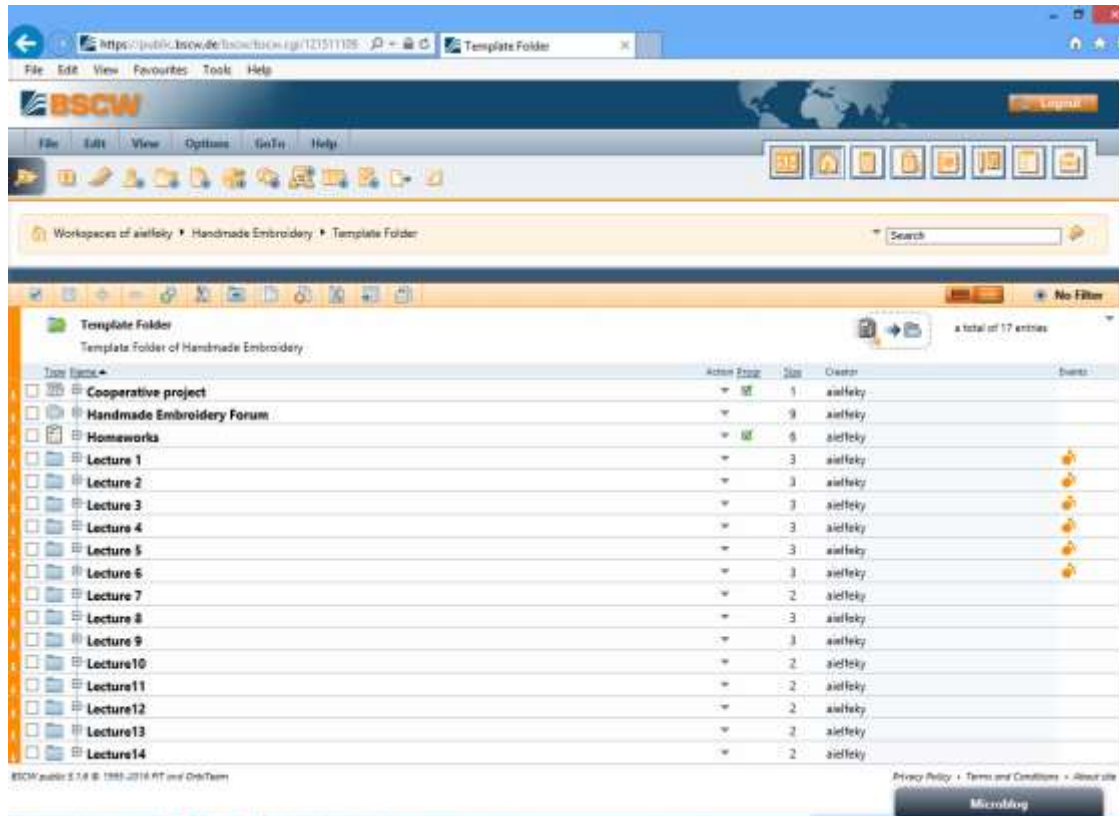 Template Folder
File Edit View Favourites Tools Help
BSCW
Logout
File Edit View Options GoTo Help
Workspaces of aielfeky Handmade Embroidery Template Folder
Search
No Filter
Template Folder
a total of 17 entries
Template Folder of Handmade Embroidery
Type Name Action Size Creator Events
Cooperative project 1 aielfeky
Handmade Embroidery Forum 9 aielfeky
Homeworks 6 aielfeky
Lecture 1 3 aielfeky
Lecture 2 3 aielfeky
Lecture 3 3 aielfeky
Lecture 4 3 aielfeky
Lecture 5 3 aielfeky
Lecture 6 3 aielfeky
Lecture 7 2 aielfeky
Lecture 8 3 aielfeky
Lecture 9 3 aielfeky
Lecture10 2 aielfeky
Lecture11 2 aielfeky
Lecture12 2 aielfeky
Lecture13 2 aielfeky
Lecture14 2 aielfeky
Privacy Policy • Terms and Conditions • About site
Microblog